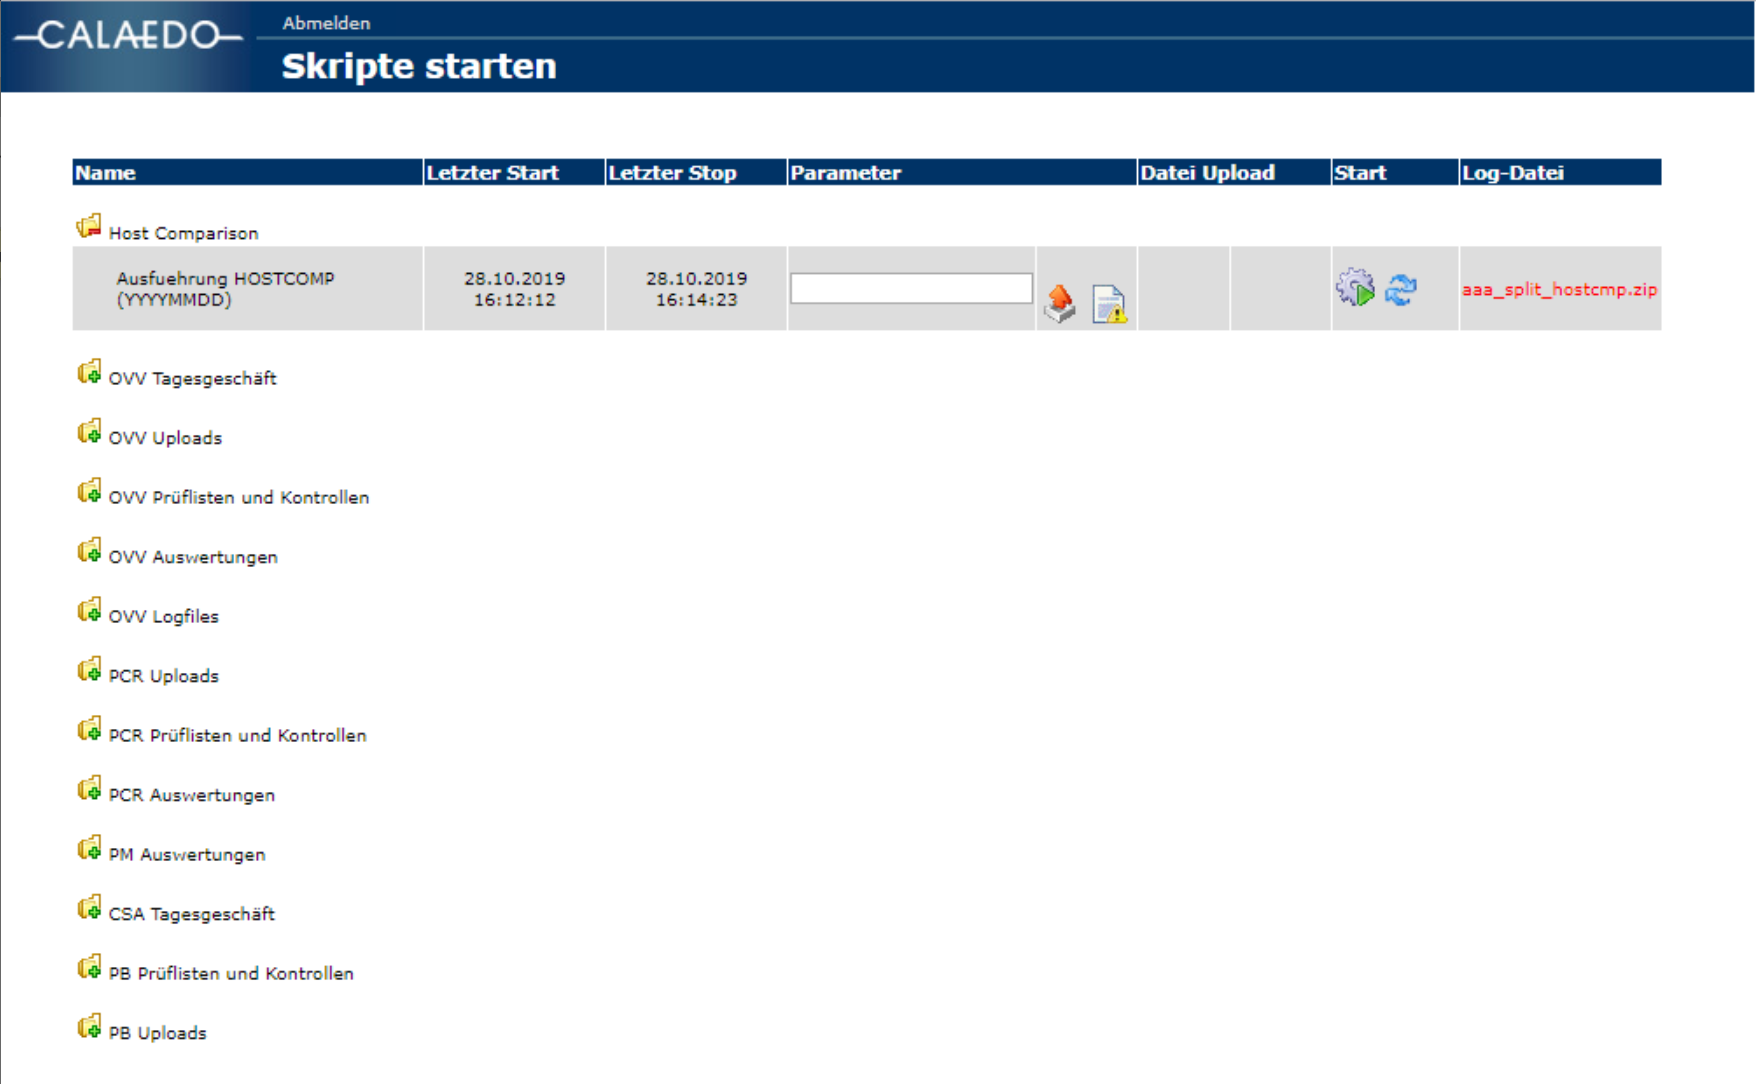 CALAEDO
Abmelden
Skripte starten
Name Letzter Start Letzter Stop Parameter Datei Upload Start Log-Datei
Host Comparison
Ausfuehrung HOSTCOMP 28.10.2019 28.10.2019
(YYYYMMDD) 16:12:12 16:14:23 aaa_split_hostcmp.zip
OVV Tagesgeschäft
OVV Uploads
OVV Prüflisten und Kontrollen
OVV Auswertungen
OVV Logfiles
PCR Uploads
PCR Prüflisten und Kontrollen
PCR Auswertungen
PM Auswertungen
CSA Tagesgeschäft
PB Prüflisten und Kontrollen
PB Uploads